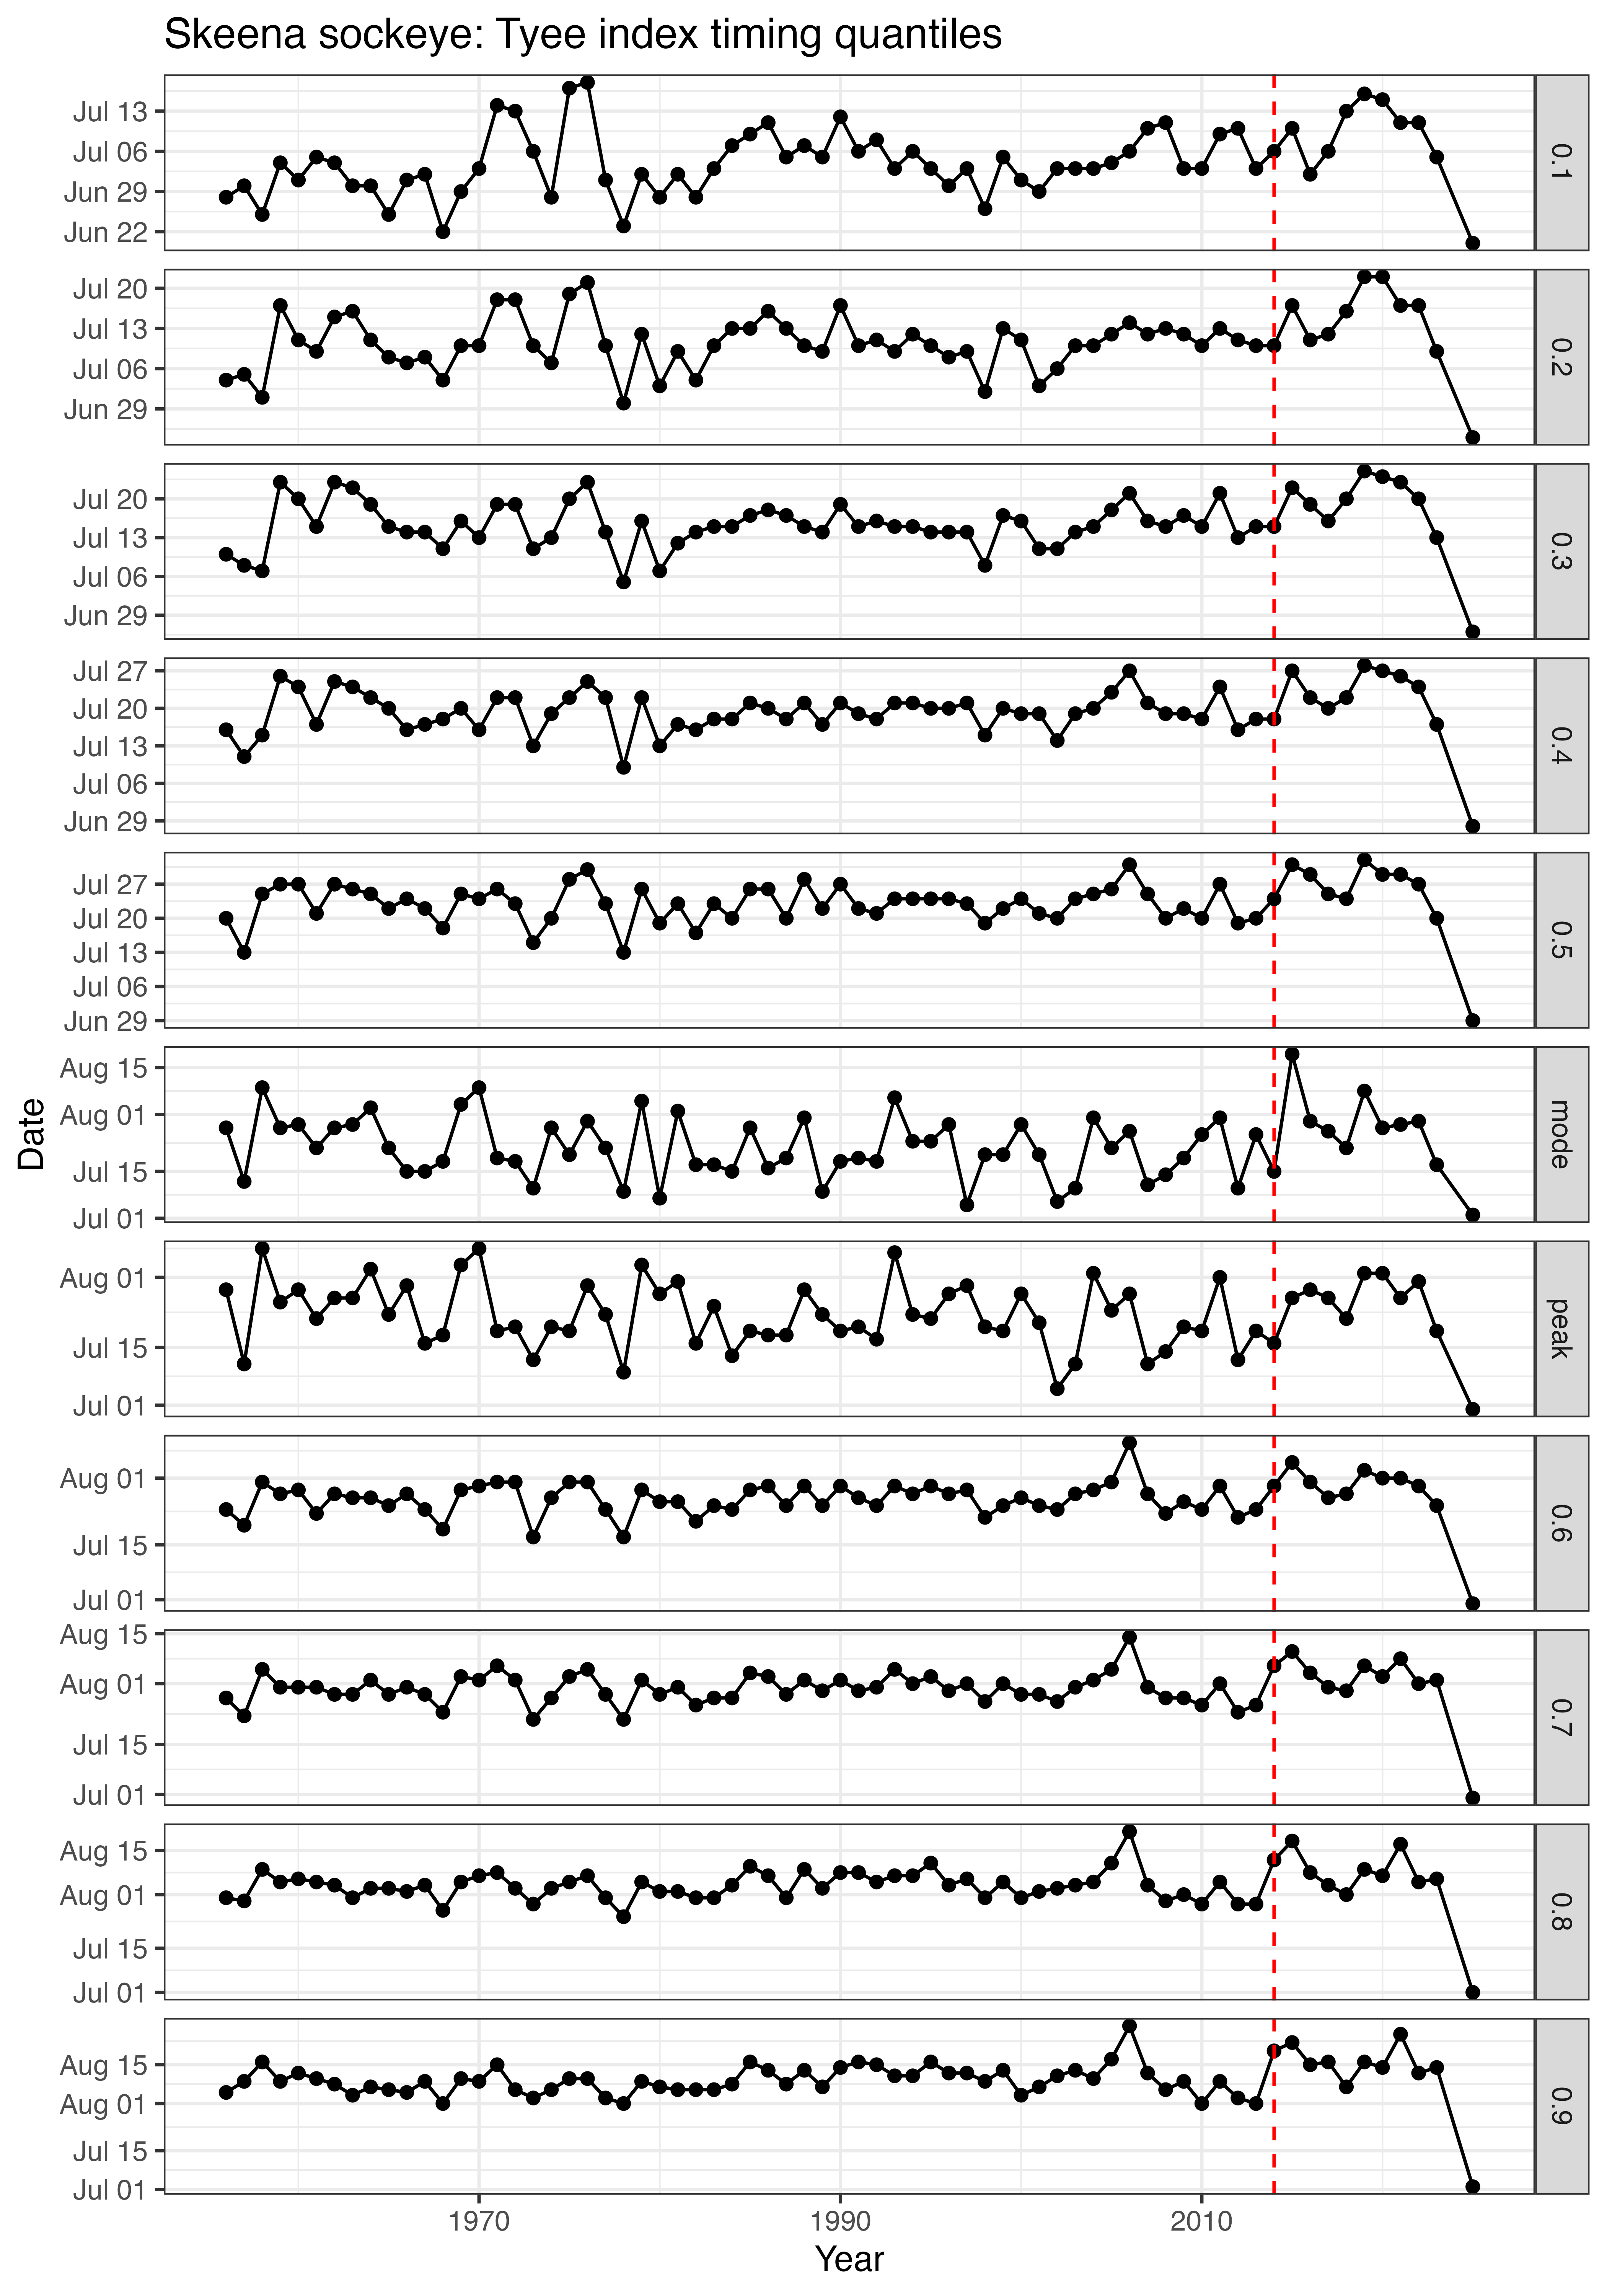 Skeena sockeye: Tyee index timing quantiles
Jul 13
Jul 06
Jun 29
Jun 22
0.1
Jul 20
Jul 13
Jul 06
Jun 29
0.2
Jul 20
Jul 13
Jul 06
Jun 29
0.3
Jul 27
Jul 20
Jul 13
Jul 06
Jun 29
0.4
Jul 27
Jul 20
Jul 13
Jul 06
Jun 29
0.5
Date
Aug 15
Aug 01
Jul 15
Jul 01
mode
Aug 01
Jul 15
Jul 01
peak
Aug 01
Jul 15
Jul 01
0.6
Aug 15
Aug 01
Jul 15
Jul 01
0.7
Aug 15
Aug 01
Jul 15
Jul 01
0.8
Aug 15
Aug 01
Jul 15
Jul 01
0.9
1970 1990 2010
Year